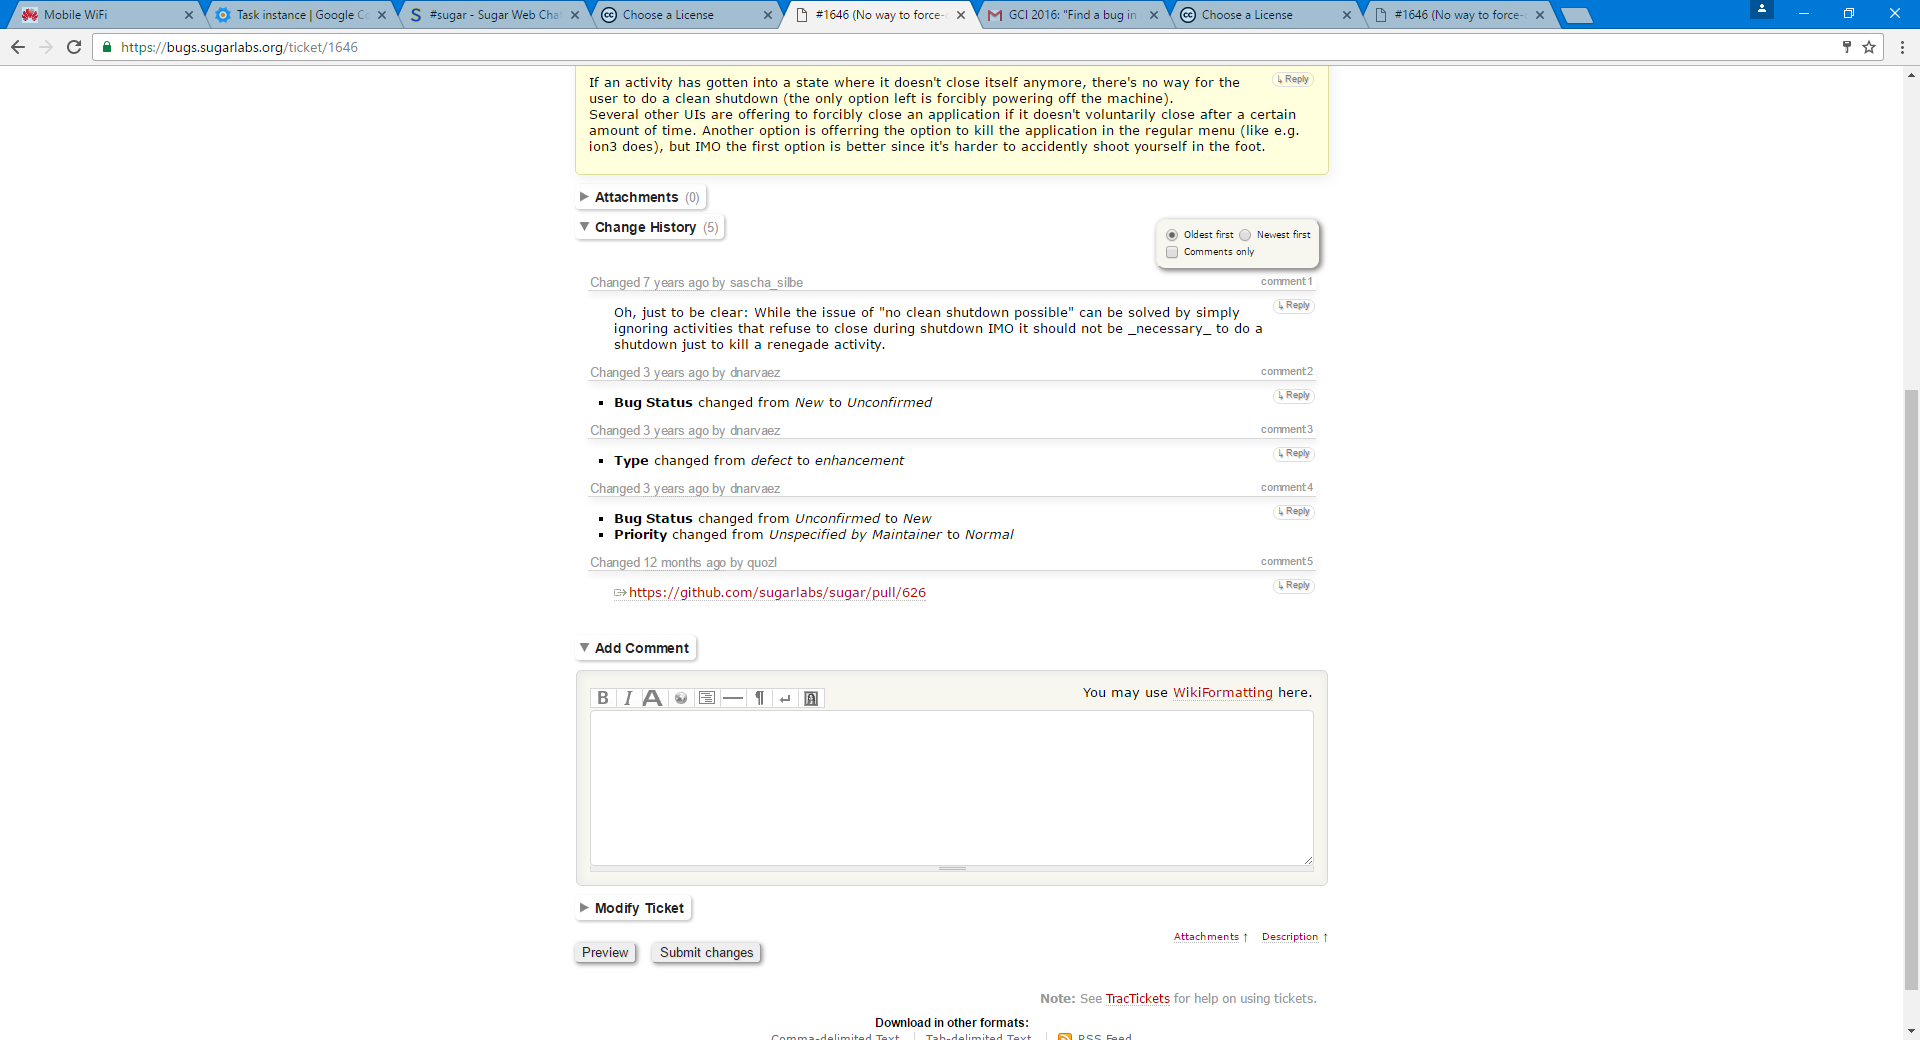 Mobile WiFi
Task instance | Google Co
#sugar - Sugar Web Chat
Choose a License
#1646 (No way to force-c
GCI 2016: "Find a bug in
Choose a License
#1646 (No way to force-c
https://bugs.sugarlabs.org/ticket/1646
If an activity has gotten into a state where it doesn't close itself anymore, there's no way for the
Reply
user to do a clean shutdown (the only option left is forcibly powering off the machine).
Several other UIs are offering to forcibly close an application if it doesn't voluntarily close after a certain
amount of time. Another option is offerring the option to kill the application in the regular menu (like e.g.
ion3 does), but IMO the first option is better since it's harder to accidently shoot yourself in the foot.
Attachments (0)
Change History (5)
Oldest first Newest first
Comments only
Changed 7 years ago by sascha_silbe comment1
Reply
Oh, just to be clear: While the issue of "no clean shutdown possible" can be solved by simply
ignoring activities that refuse to close during shutdown IMO it should not be _necessary_ to do a
shutdown just to kill a renegade activity.
Changed 3 years ago by dnarvaez comment2
Reply
▪ Bug Status changed from New to Unconfirmed
Changed 3 years ago by dnarvaez comment3
Reply
▪ Type changed from defect to enhancement
Changed 3 years ago by dnarvaez comment4
Reply
▪ Bug Status changed from Unconfirmed to New
▪ Priority changed from Unspecified by Maintainer to Normal
Changed 12 months ago by quozl comment5
Reply
https://github.com/sugarlabs/sugar/pull/626
Add Comment
B I A ¶ You may use WikiFormatting here.
Modify Ticket
Attachments ↑ Description ↑
Preview Submit changes
Note: See TracTickets for help on using tickets.
Download in other formats:
Comma-delimited Text Tab-delimited Text RSS Feed